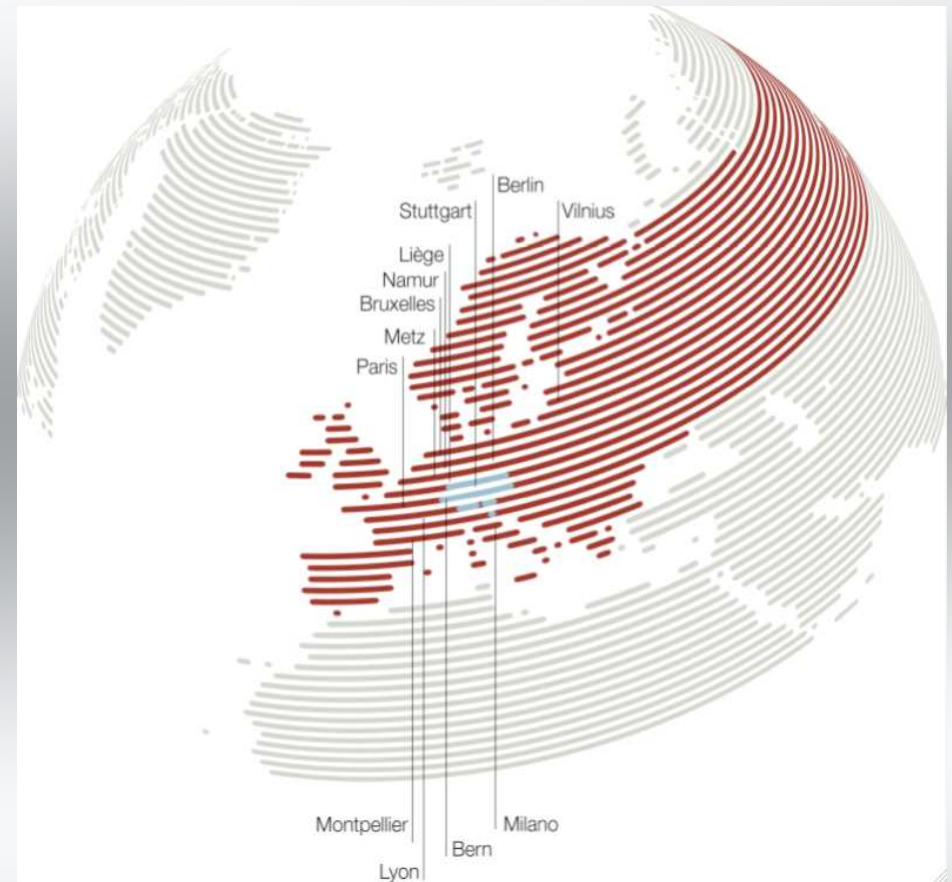 Berlin
Stuttgart
Vilnius
Liège
Namur
Bruxelles
Metz
Paris
Montpellier
Milano
Bern
Lyon